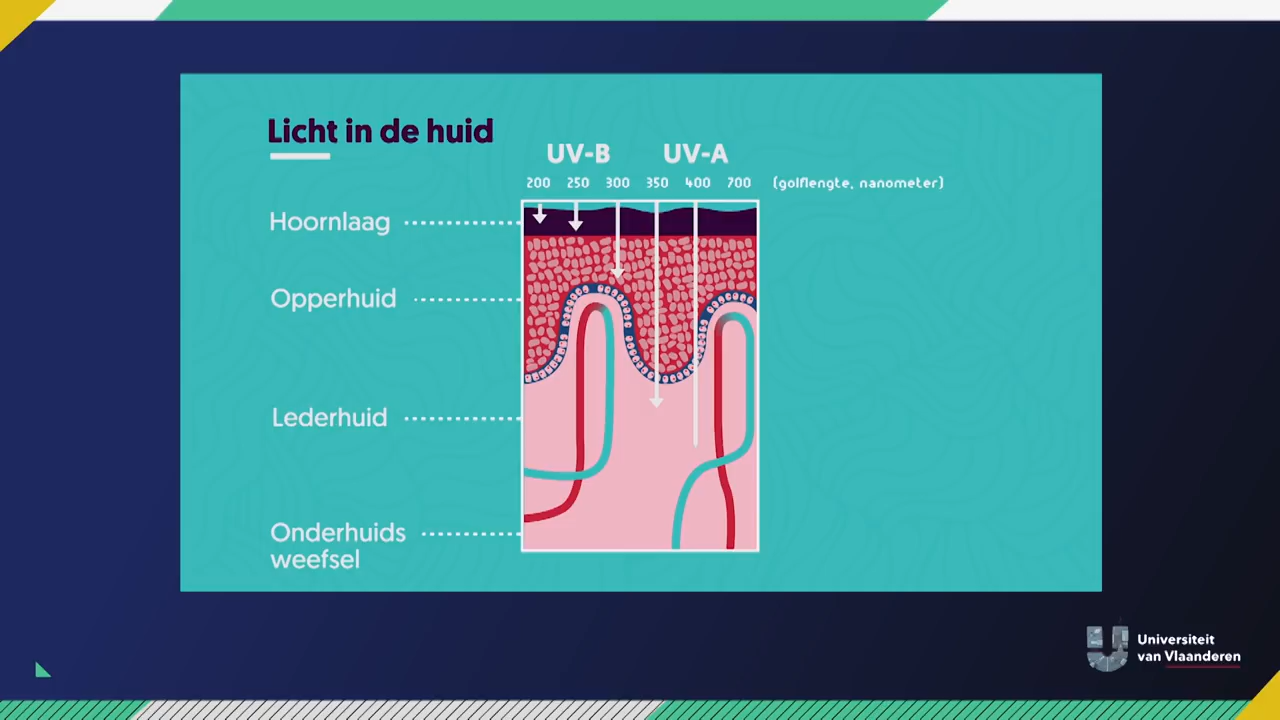 Licht in de huid
UV-B UV-A
200 250 300 350 400 700 (golflengte, nanometer)
Hoornlaag
Opperhuid
Lederhuid
Onderhuids
weefsel
Universiteit
van Vlaanderen